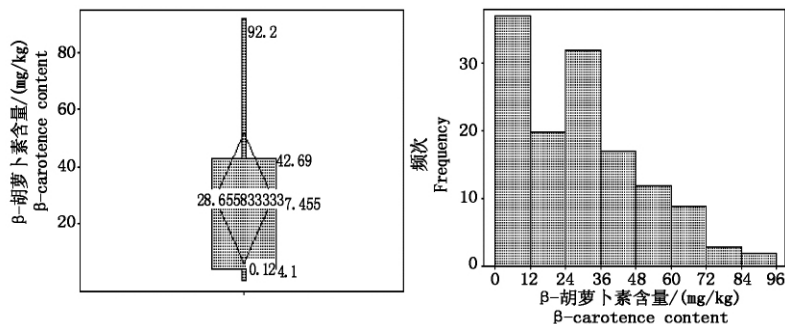 β-胡萝卜素含量/(mg/kg)
β-carotence content
80
60
40
20
92.2
42.69
28.655833333
7.455
0.12
4.1
频次
Frequency
30
20
10
0
0 12 24 36 48 60 72 84 96
β-胡萝卜素含量/(mg/kg)
β-carotence content